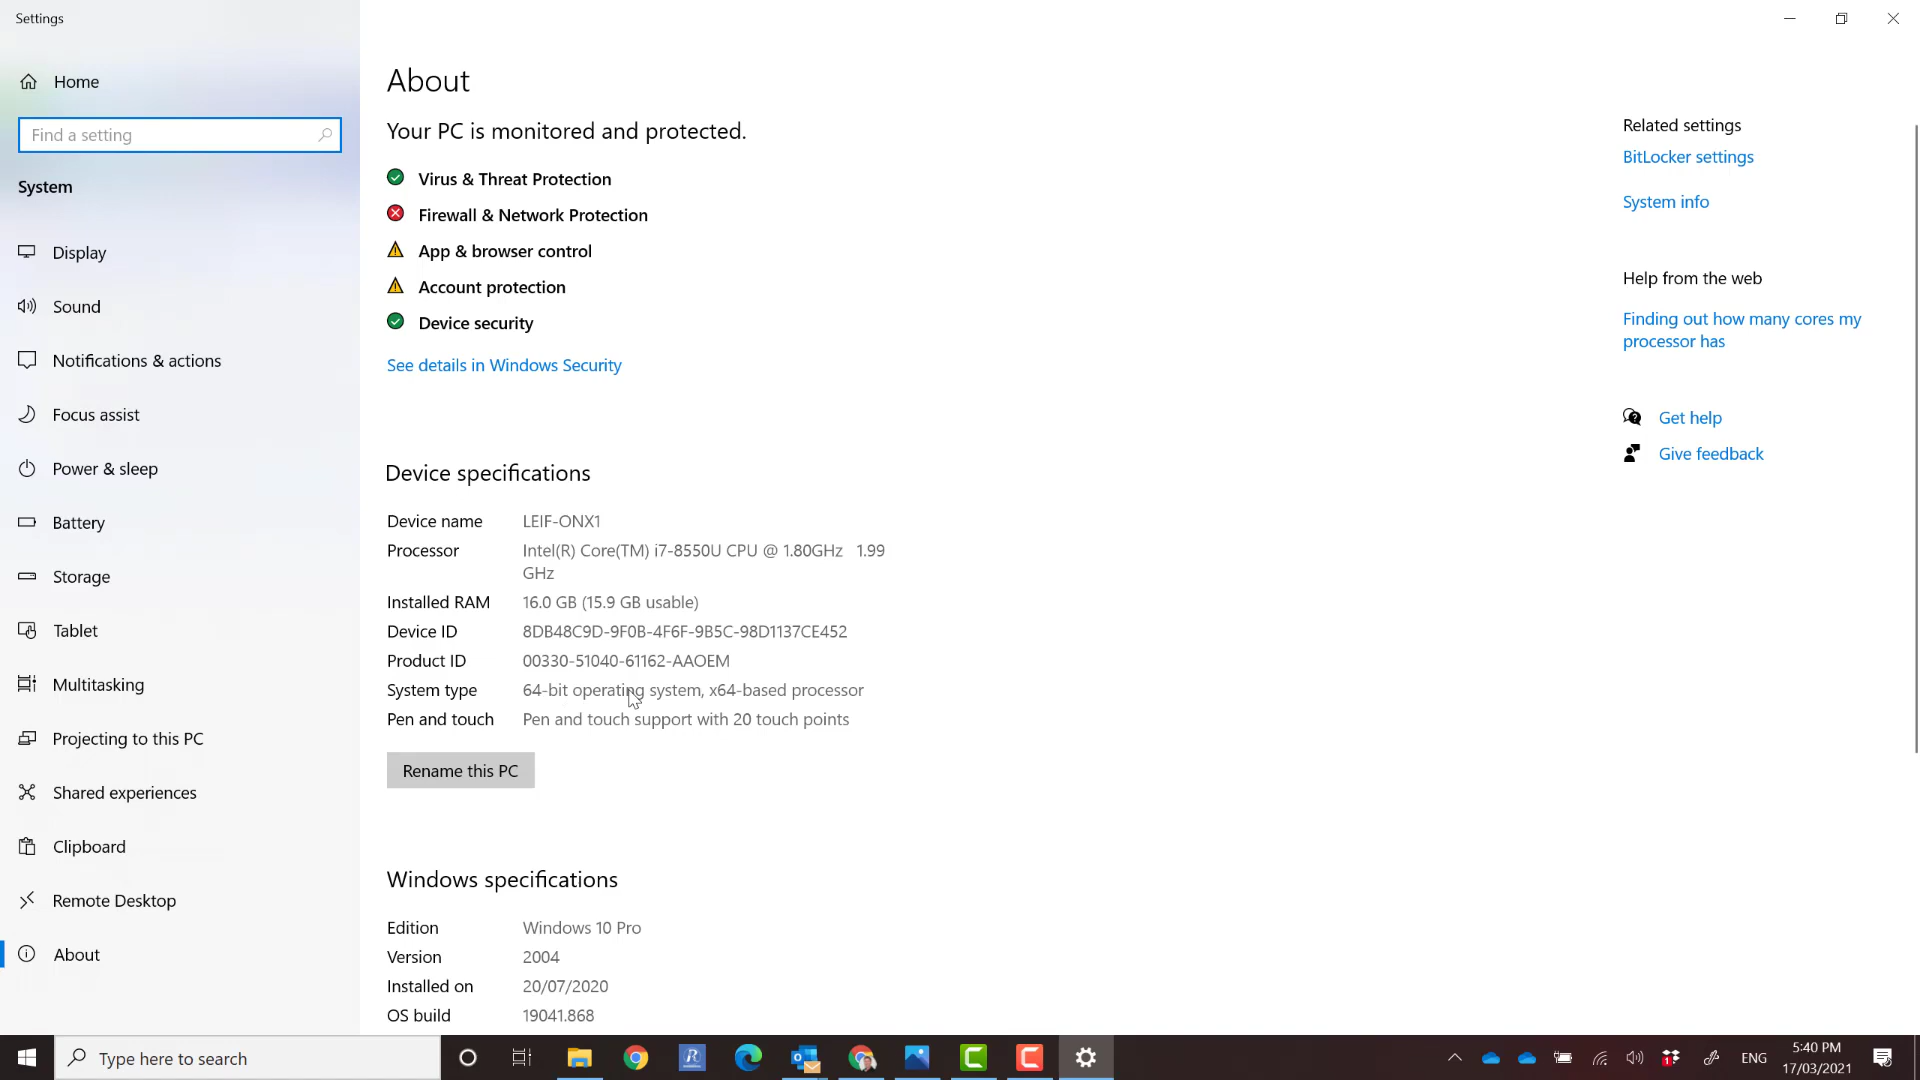 Settings
Home
Find a setting
System
Display
Sound
Notifications & actions
Focus assist
Power & sleep
Battery
Storage
Tablet
Multitasking
Projecting to this PC
Shared experiences
Clipboard
Remote Desktop
About
About
Your PC is monitored and protected.
Virus & Threat Protection
Firewall & Network Protection
App & browser control
Account protection
Device security
See details in Windows Security
Device specifications
Device name LEIF-ONX1
Processor Intel(R) Core(TM) i7-8550U CPU @ 1.80GHz 1.99
GHz
Installed RAM 16.0 GB (15.9 GB usable)
Device ID 8DB48C9D-9F0B-4F6F-9B5C-98D1137CE452
Product ID 00330-51040-61162-AAOEM
System type 64-bit operating system, x64-based processor
Pen and touch Pen and touch support with 20 touch points
Rename this PC
Windows specifications
Edition Windows 10 Pro
Version 2004
Installed on 20/07/2020
OS build 19041.868
Related settings
BitLocker settings
System info
Help from the web
Finding out how many cores my
processor has
Get help
Give feedback
Type here to search
ENG
5:40 PM
17/03/2021